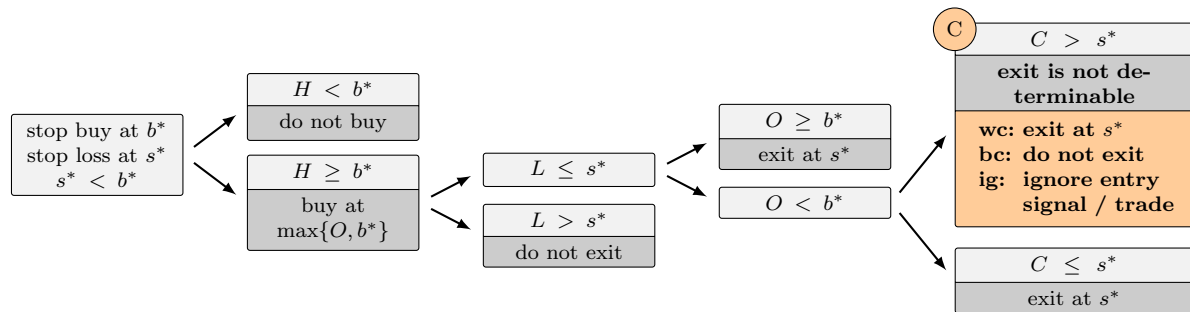 stop buy at b*
stop loss at s*
s* < b*
H < b*
do not buy
H ≥ b*
buy at
max{O, b*}
L ≤ s*
L > s*
do not exit
O ≥ b*
exit at s*
O < b*
C
C > s*
exit is not de-
terminable
wc: exit at s*
bc: do not exit
ig: ignore entry
signal / trade
C ≤ s*
exit at s*